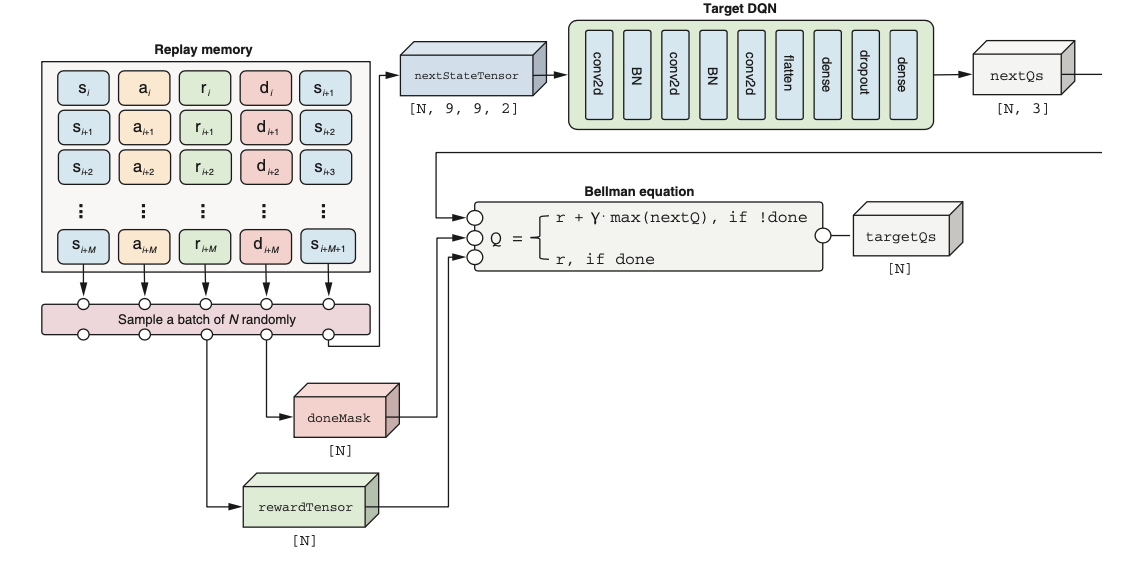 Target DQN
Replay memory
s_i a_i r_i d_i s_{i+1}
s_{i+1} a_{i+1} r_{i+1} d_{i+1} s_{i+2}
s_{i+2} a_{i+2} r_{i+2} d_{i+2} s_{i+3}
⋮ ⋮ ⋮ ⋮ ⋮
s_{i+M} a_{i+M} r_{i+M} d_{i+M} s_{i+M+1}
Sample a batch of N randomly
nextStateTensor
[N, 9, 9, 2]
conv2d
BN
conv2d
BN
conv2d
flatten
dense
dropout
dense
nextQs
[N, 3]
Bellman equation
r + γ· max(nextQ), if !done
Q =
r, if done
targetQs
[N]
doneMask
[N]
rewardTensor
[N]